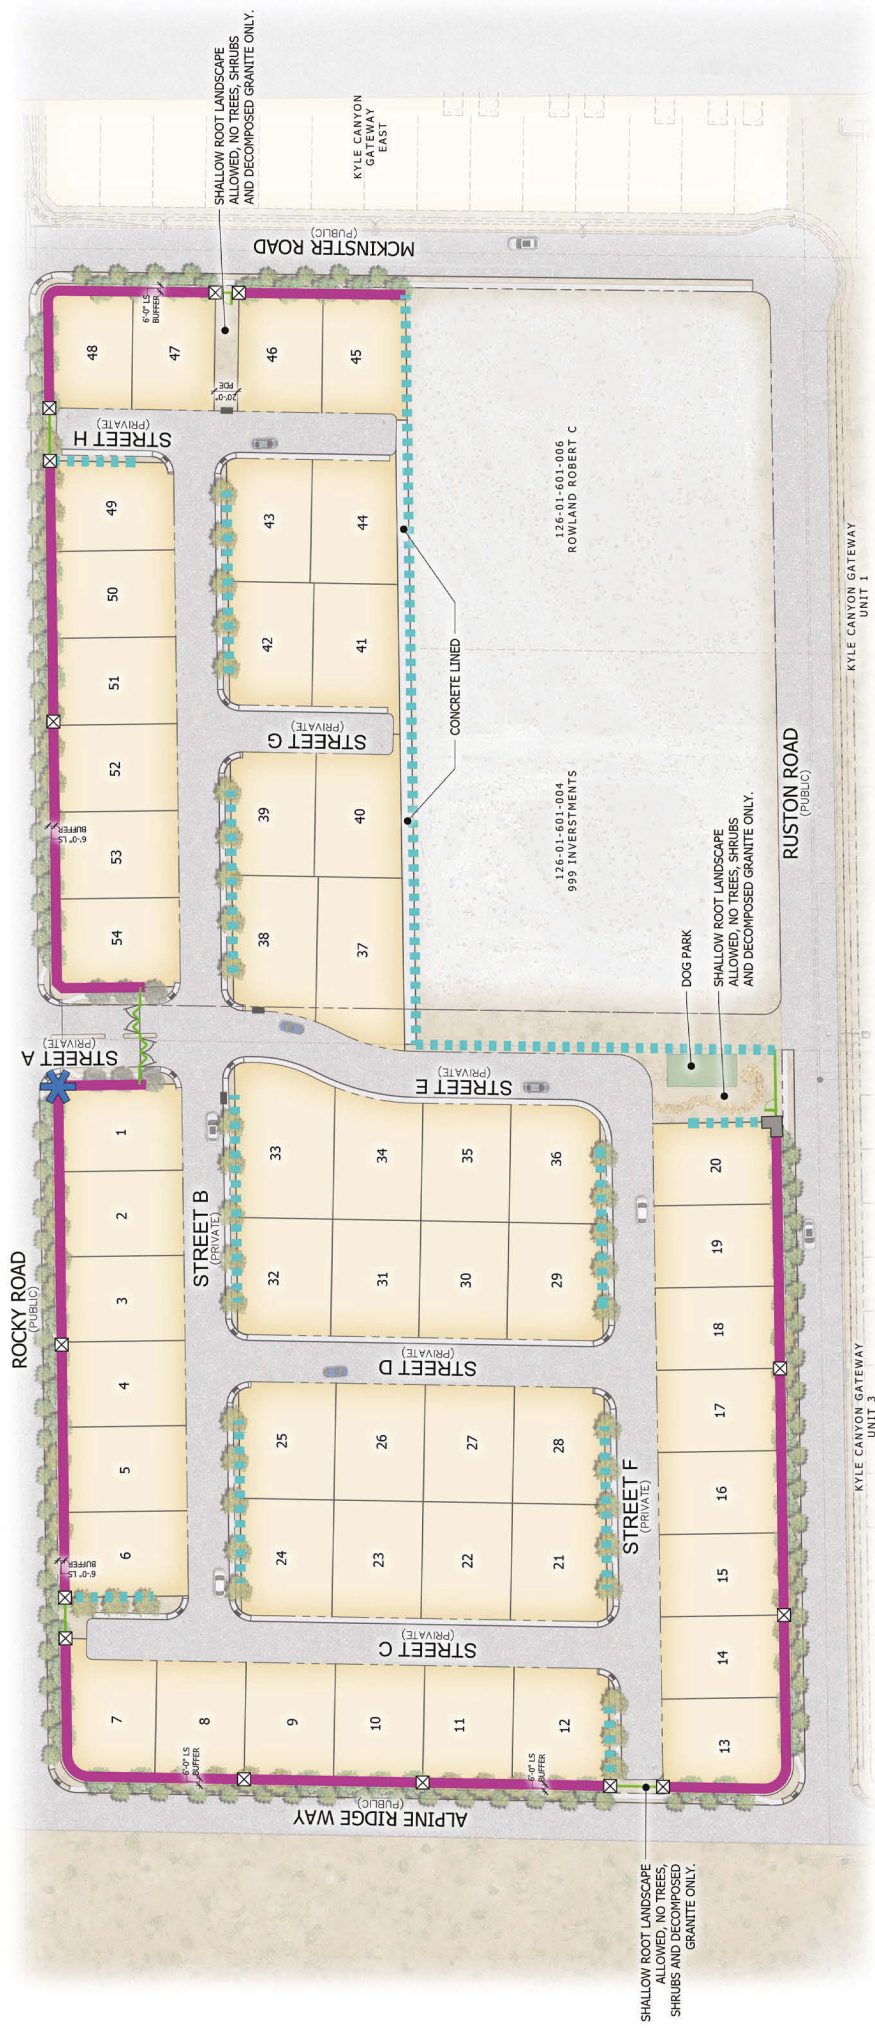 SHALLOW ROOT LANDSCAPE
ALLOWED, NO TREES, SHRUBS
AND DECOMPOSED GRANITE ONLY.
KYLE CANYON
GATEWAY
EAST
MCKINSTER ROAD
(PUBLIC)
6'-0" LS
BUFFER
48
47
46
45
20'-0"
PDE
STREET H
(PRIVATE)
49
50
51
52
53
54
43
44
42
41
STREET G
(PRIVATE)
39
40
38
37
6'-0" LS
BUFFER
126-01-601-006
ROWLAND ROBERT C
CONCRETE LINED
126-01-601-004
999 INVERSTMENTS
KYLE CANYON GATEWAY
UNIT 1
RUSTON ROAD
(PUBLIC)
DOG PARK
SHALLOW ROOT LANDSCAPE
ALLOWED, NO TREES, SHRUBS
AND DECOMPOSED GRANITE ONLY.
STREET A
(PRIVATE)
STREET E
(PRIVATE)
ROCKY ROAD
(PUBLIC)
1
2
3
4
5
6
STREET B
(PRIVATE)
33
34
35
36
32
31
30
29
20
19
18
17
16
15
14
13
STREET D
(PRIVATE)
25
26
27
28
24
23
22
21
STREET F
(PRIVATE)
6'-0" LS
BUFFER
STREET C
(PRIVATE)
7
8
9
10
11
12
6'-0" LS
BUFFER
6'-0" LS
BUFFER
ALPINE RIDGE WAY
(PUBLIC)
KYLE CANYON GATEWAY
UNIT 3
SHALLOW ROOT LANDSCAPE
ALLOWED, NO TREES,
SHRUBS AND DECOMPOSED
GRANITE ONLY.